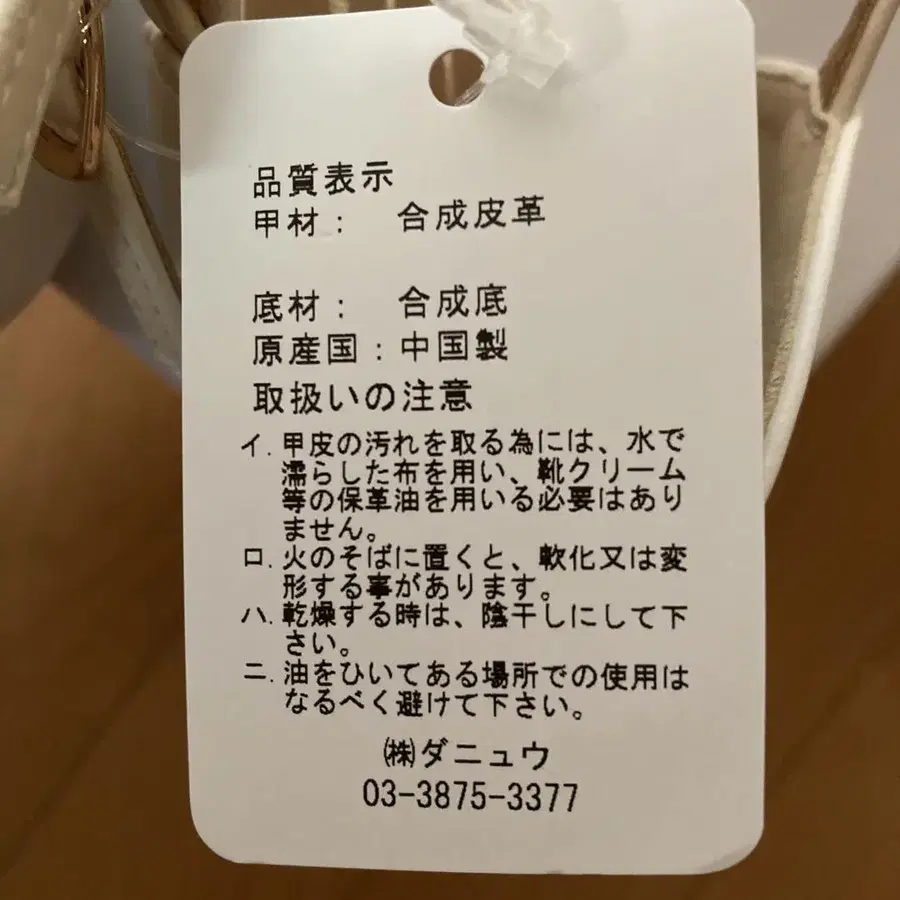 品質表示
甲材： 合成皮革
底材： 合成底
原産国：中国製
取扱いの注意
イ. 甲皮の汚れを取る為には、水で
濡らした布を用い、靴クリーム
等の保革油を用いる必要はあり
ません。
ロ. 火のそばに置くと、軟化又は変
形する事があります。
ハ. 乾燥する時は、陰干しにして下
さい。
ニ. 油をひいてある場所での使用は
なるべく避けて下さい。
㈱ダニュウ
03-3875-3377